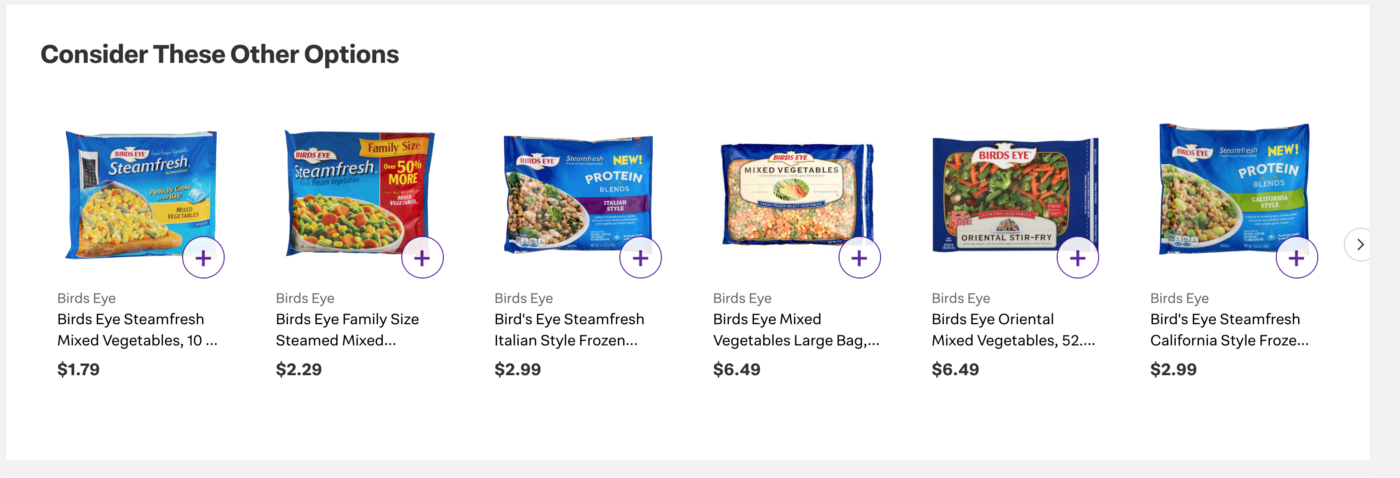 Consider These Other Options
BIRDS EYE
Steamfresh.
Perfectly Cooks
in the Bag!
MIXED
VEGETABLES
Birds Eye
Birds Eye Steamfresh
Mixed Vegetables, 10 ...
$1.79
Family Size
BIRDS EYE
Steamfresh.
Over 50%
MORE
MIXED
VEGETABLES
Birds Eye
Birds Eye Family Size
Steamed Mixed...
$2.29
BIRDS EYE
Steamfresh
NEW!
PROTEIN
BLENDS
ITALIAN
STYLE
Birds Eye
Bird's Eye Steamfresh
Italian Style Frozen...
$2.99
BIRDS EYE
MIXED VEGETABLES
Birds Eye
Birds Eye Mixed
Vegetables Large Bag,...
$6.49
BIRDS EYE
STIR-FRY VEGETABLES
ORIENTAL STIR-FRY
Birds Eye
Birds Eye Oriental
Mixed Vegetables, 52....
$6.49
BIRDS EYE
Steamfresh
NEW!
PROTEIN
BLENDS
CALIFORNIA
STYLE
Birds Eye
Bird's Eye Steamfresh
California Style Froze...
$2.99